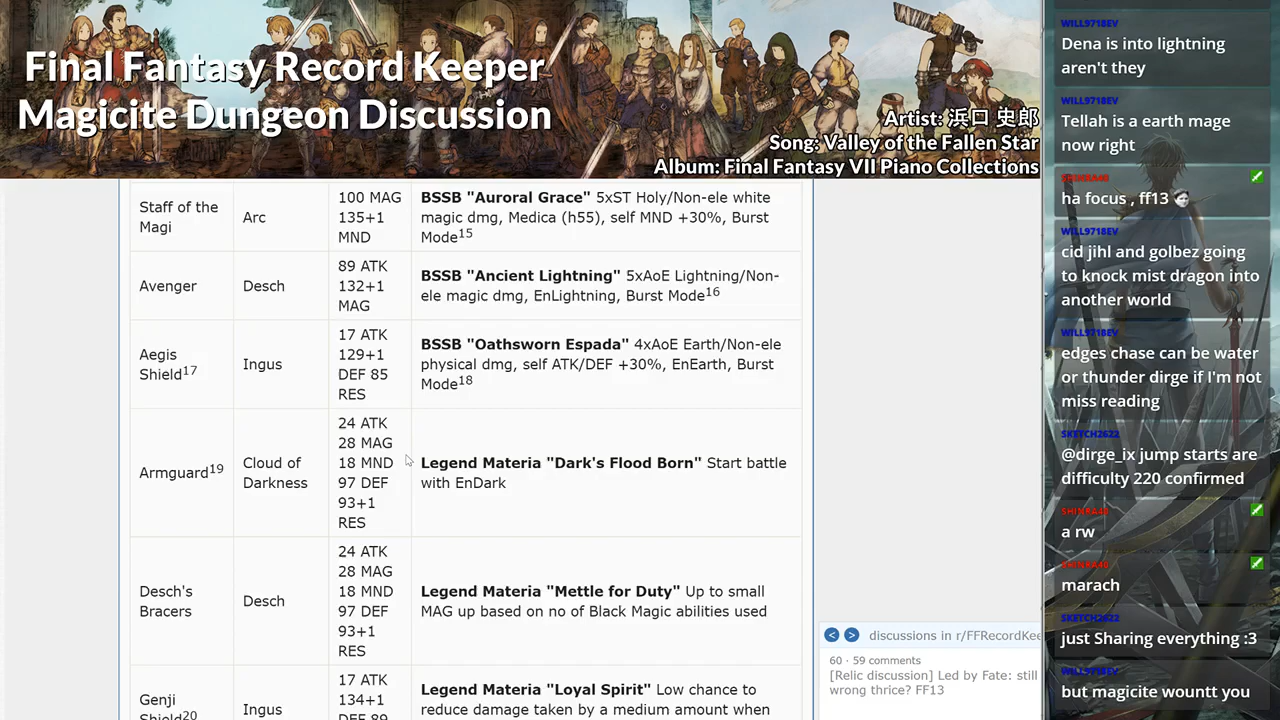 Final Fantasy Record Keeper
Magicite Dungeon Discussion
Artist: 浜口 史郎
Song: Valley of the Fallen Star
Album: Final Fantasy VII Piano Collections
Staff of the
Magi
Arc
100 MAG
135+1
MND
BSSB "Auroral Grace" 5xST Holy/Non-ele white
magic dmg, Medica (h55), self MND +30%, Burst
Mode15
Avenger
Desch
89 ATK
132+1
MAG
BSSB "Ancient Lightning" 5xAoE Lightning/Non-
ele magic dmg, EnLightning, Burst Mode16
Aegis
Shield17
Ingus
17 ATK
129+1
DEF 85
RES
BSSB "Oathsworn Espada" 4xAoE Earth/Non-ele
physical dmg, self ATK/DEF +30%, EnEarth, Burst
Mode18
Armguard19
Cloud of
Darkness
24 ATK
28 MAG
18 MND
97 DEF
93+1
RES
Legend Materia "Dark's Flood Born" Start battle
with EnDark
Desch's
Bracers
Desch
24 ATK
28 MAG
18 MND
97 DEF
93+1
RES
Legend Materia "Mettle for Duty" Up to small
MAG up based on no of Black Magic abilities used
Genji
Shield20
Ingus
17 ATK
134+1
DEF 89
Legend Materia "Loyal Spirit" Low chance to
reduce damage taken by a medium amount when
discussions in r/FFRecordKee
60 · 59 comments
[Relic discussion] Led by Fate: still
wrong thrice? FF13
WILL9718EV
Dena is into lightning
aren't they
WILL9718EV
Tellah is a earth mage
now right
SHINRA40
ha focus , ff13
WILL9718EV
cid jihl and golbez going
to knock mist dragon into
another world
WILL9718EV
edges chase can be water
or thunder dirge if I'm not
miss reading
SKETCH2622
@dirge_ix jump starts are
difficulty 220 confirmed
SHINRA40
a rw
SHINRA40
marach
SKETCH2622
just Sharing everything :3
WILL9718EV
but magicite wountt you